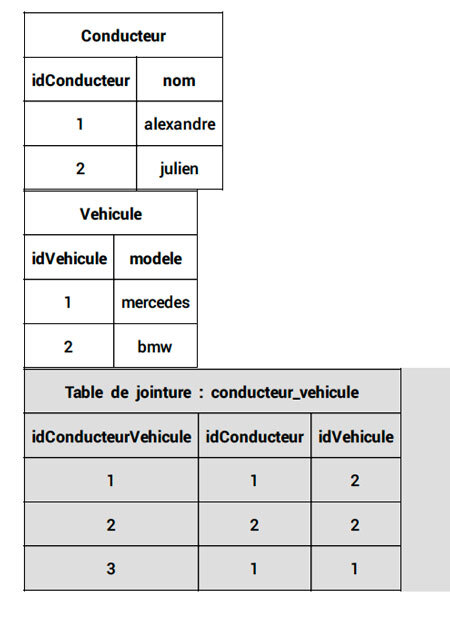 Conducteur
idConducteur nom
1 alexandre
2 julien
Vehicule
idVehicule modele
1 mercedes
2 bmw
Table de jointure : conducteur_vehicule
idConducteurVehicule idConducteur idVehicule
1 1 2
2 2 2
3 1 1